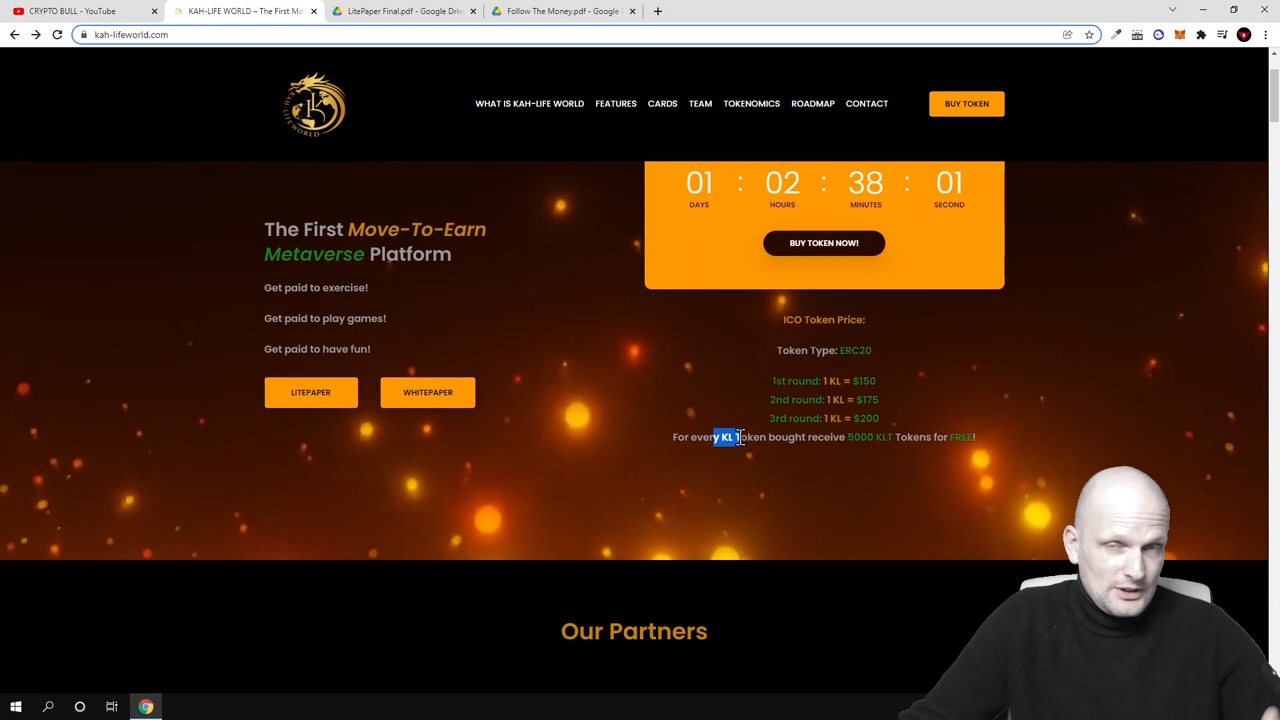 CRYPTO BULL - YouTube
KAH-LIFE WORLD – The First Mo
LitePaper Final.pdf - Google Driv
Follow The Money.pdf - Google
kah-lifeworld.com
KAH-LIFE WORLD
WHAT IS KAH-LIFE WORLD FEATURES CARDS TEAM TOKENOMICS ROADMAP CONTACT
BUY TOKEN
01 : 02 : 38 : 01
DAYS HOURS MINUTES SECOND
BUY TOKEN NOW!
The First Move-To-Earn
Metaverse Platform
Get paid to exercise!
Get paid to play games!
Get paid to have fun!
LITEPAPER WHITEPAPER
ICO Token Price:
Token Type: ERC20
1st round: 1 KL = $150
2nd round: 1 KL = $175
3rd round: 1 KL = $200
For every KL Token bought receive 5000 KLT Tokens for FREE!
Our Partners